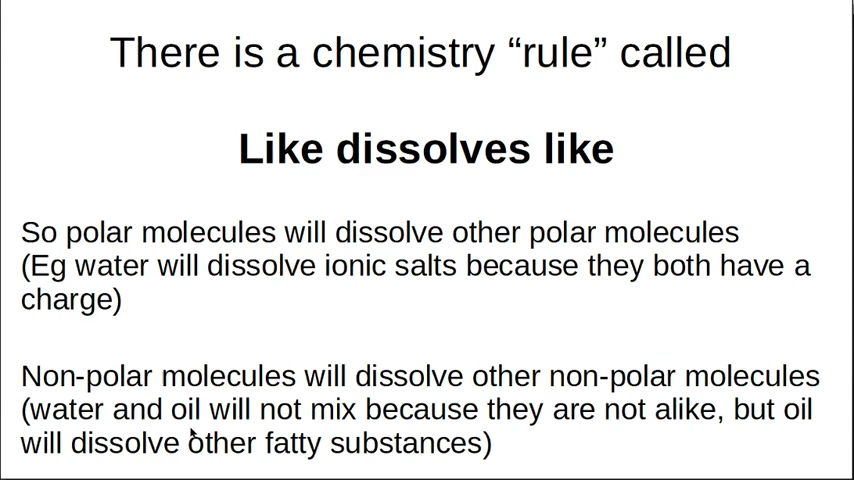 There is a chemistry “rule” called
Like dissolves like
So polar molecules will dissolve other polar molecules
(Eg water will dissolve ionic salts because they both have a
charge)
Non-polar molecules will dissolve other non-polar molecules
(water and oil will not mix because they are not alike, but oil
will dissolve other fatty substances)